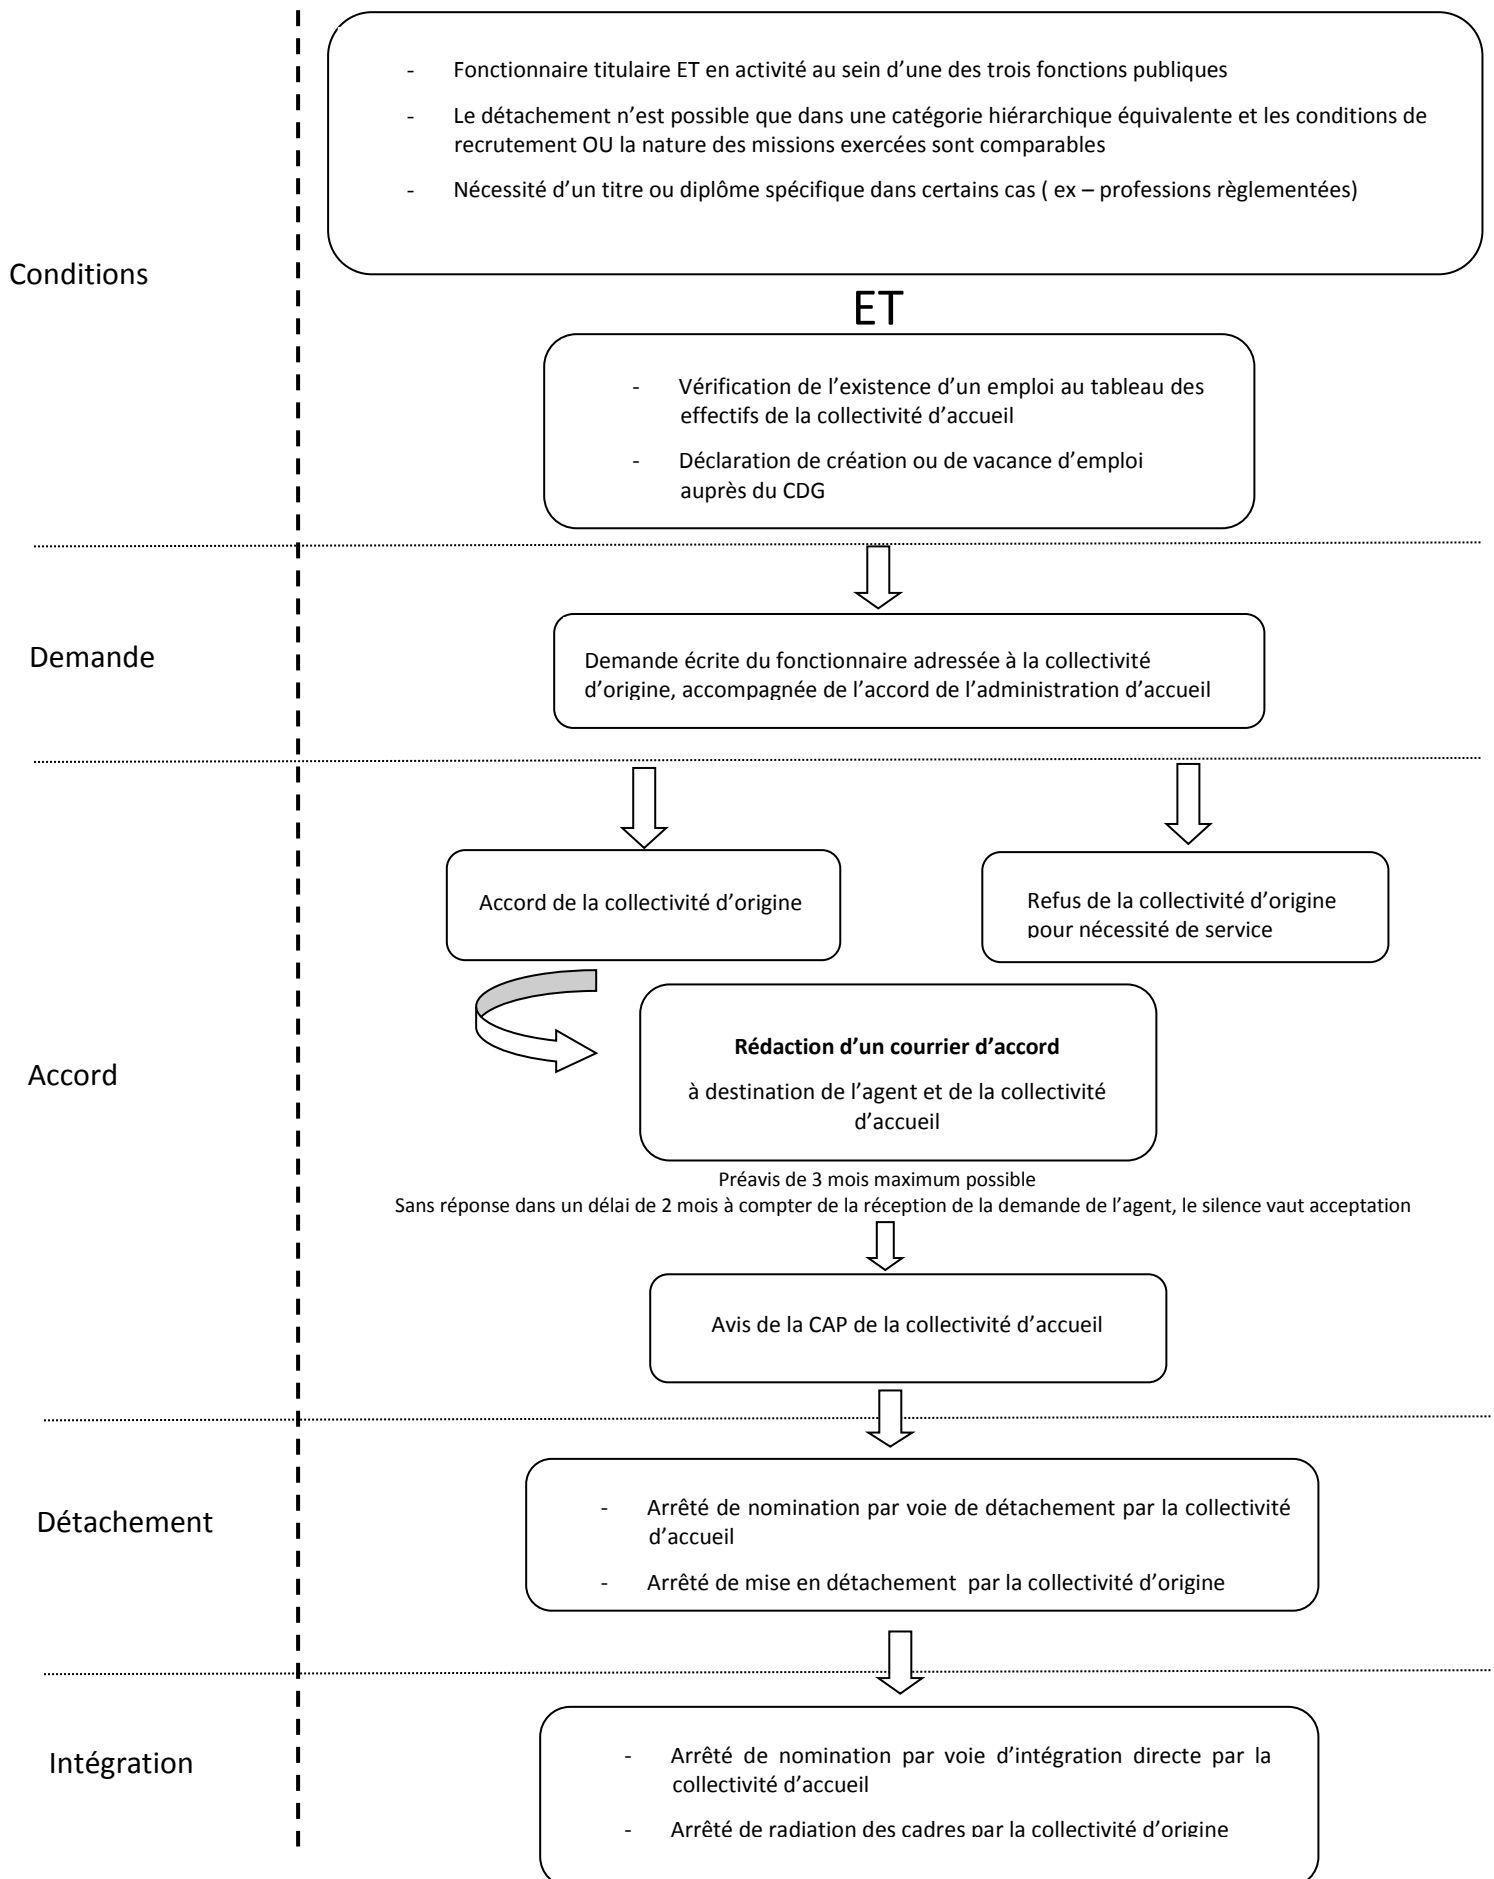 - Fonctionnaire titulaire ET en activité au sein d’une des trois fonctions publiques
- Le détachement n’est possible que dans une catégorie hiérarchique équivalente et les conditions de
recrutement OU la nature des missions exercées sont comparables
- Nécessité d’un titre ou diplôme spécifique dans certains cas ( ex – professions règlementées)
Conditions
ET
- Vérification de l’existence d’un emploi au tableau des
effectifs de la collectivité d’accueil
- Déclaration de création ou de vacance d’emploi
auprès du CDG
Demande
Demande écrite du fonctionnaire adressée à la collectivité
d’origine, accompagnée de l’accord de l’administration d’accueil
Accord de la collectivité d’origine
Refus de la collectivité d’origine
pour nécessité de service
Accord
Rédaction d’un courrier d’accord
à destination de l’agent et de la collectivité
d’accueil
Préavis de 3 mois maximum possible
Sans réponse dans un délai de 2 mois à compter de la réception de la demande de l’agent, le silence vaut acceptation
Avis de la CAP de la collectivité d’accueil
Détachement
- Arrêté de nomination par voie de détachement par la collectivité
d’accueil
- Arrêté de mise en détachement par la collectivité d’origine
Intégration
- Arrêté de nomination par voie d’intégration directe par la
collectivité d’accueil
- Arrêté de radiation des cadres par la collectivité d’origine